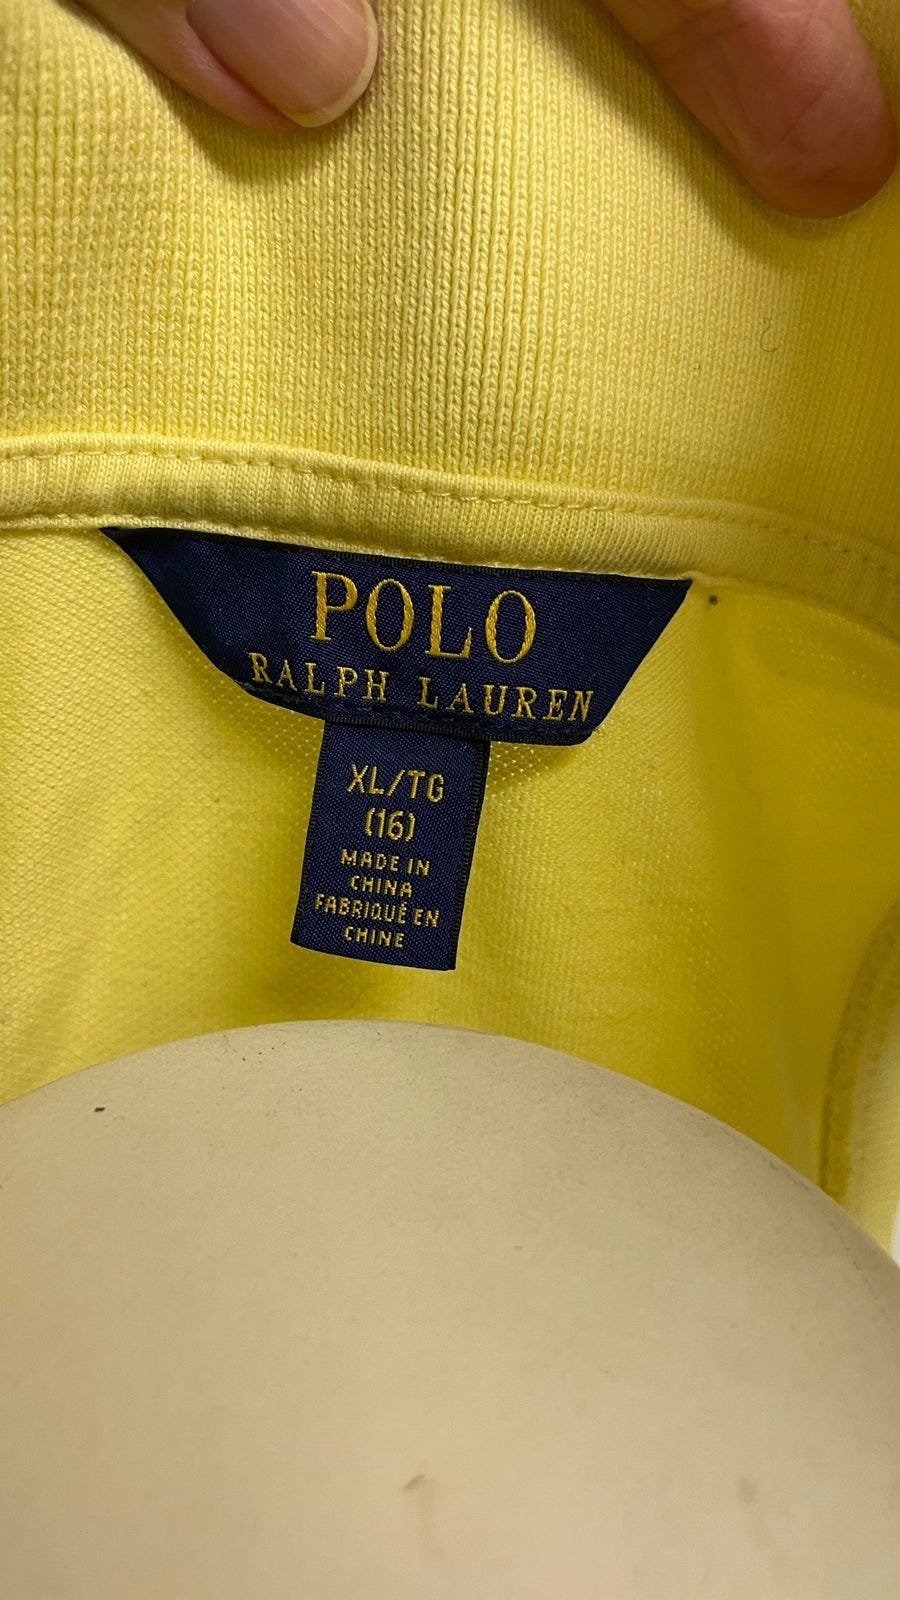 POLO
RALPH LAUREN
XL/TG
(16)
MADE IN
CHINA
FABRIQUÉ EN
CHINE